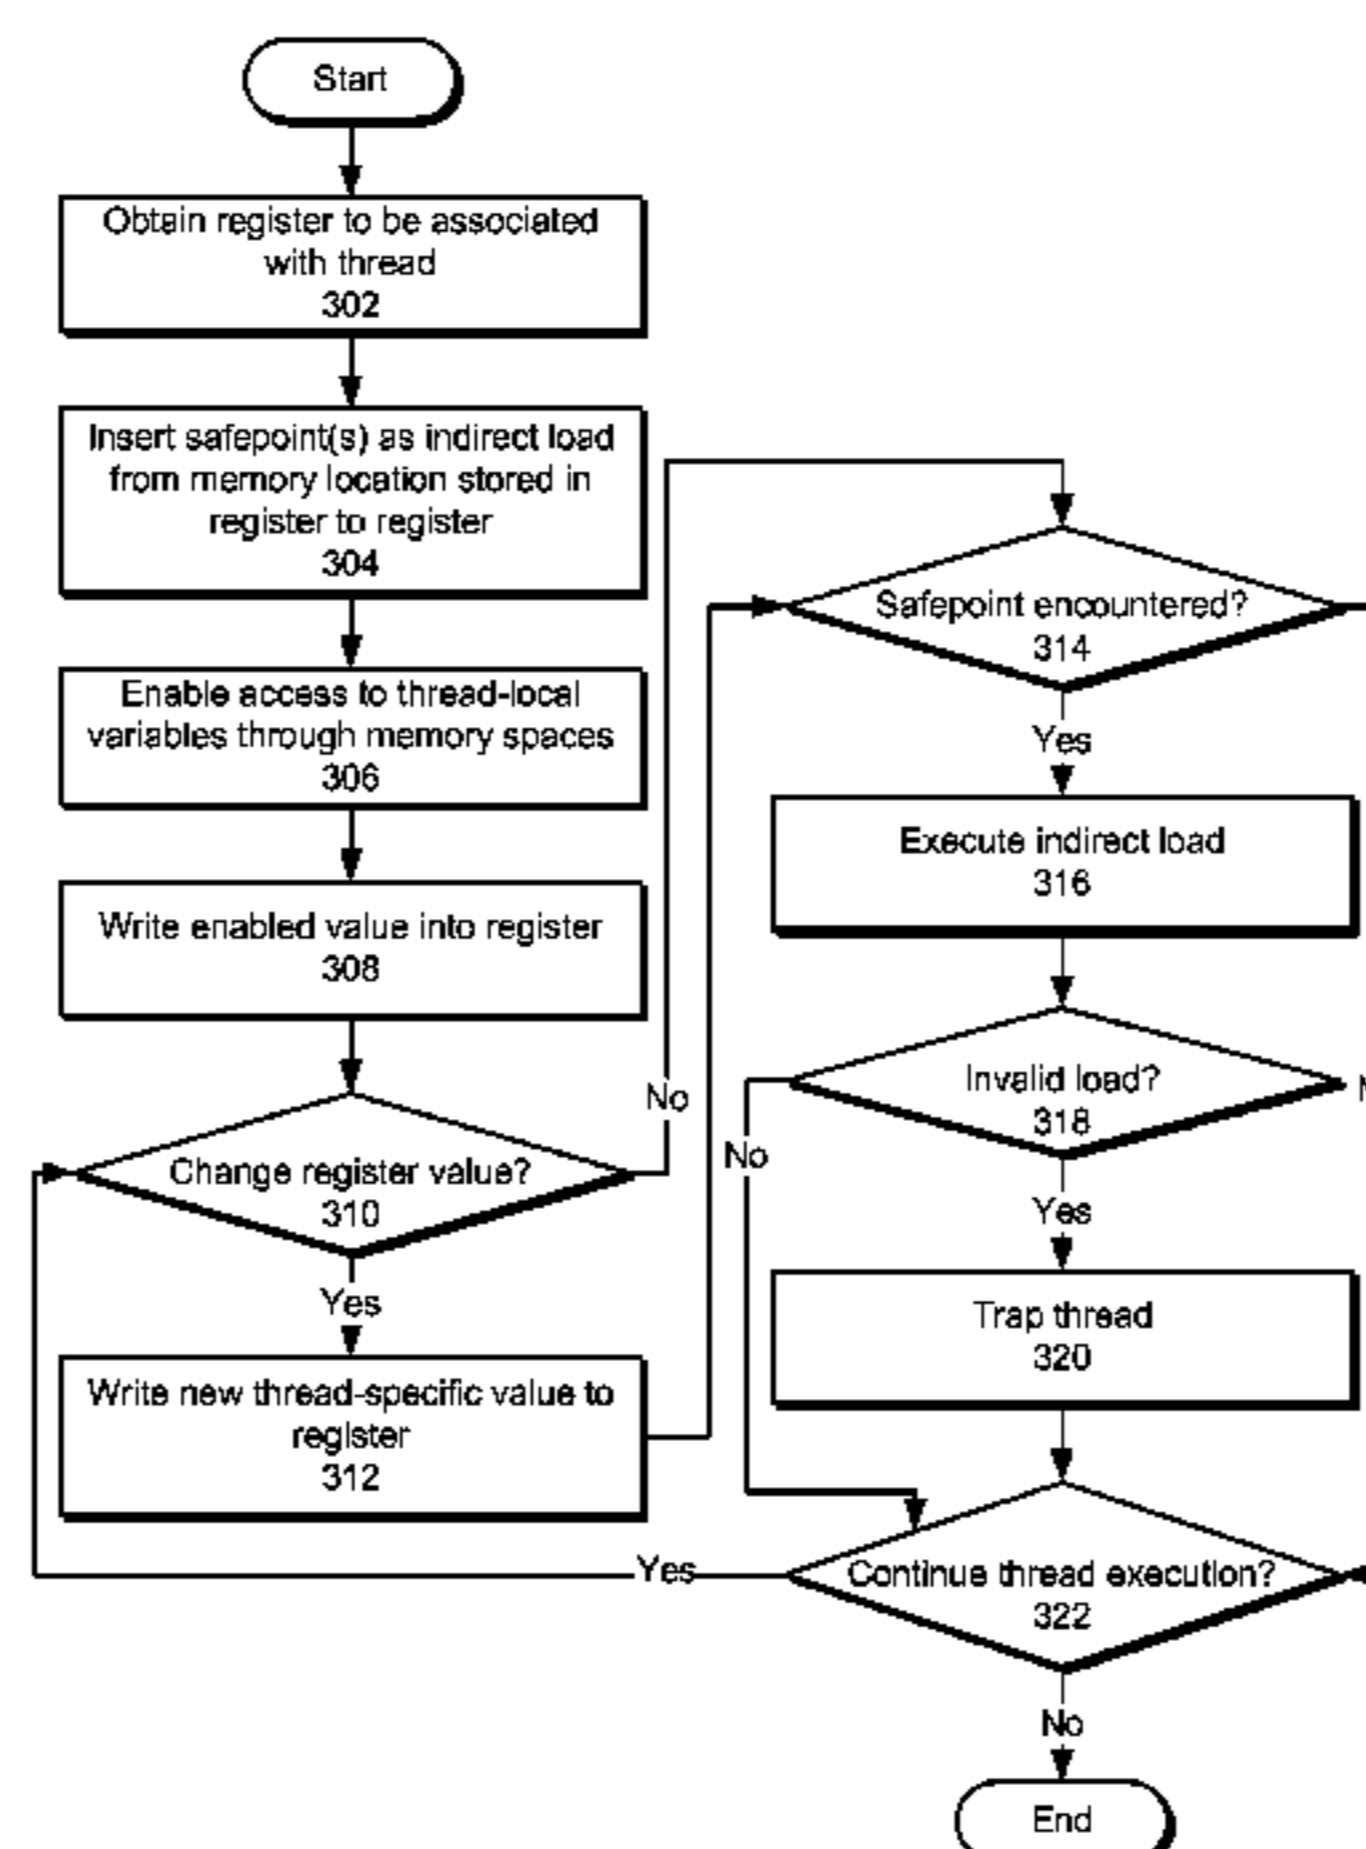 Start
Obtain register to be associated
with thread
302
Insert safepoint(s) as indirect load
from memory location stored in
register to register
304
Enable access to thread-local
variables through memory spaces
306
Write enabled value into register
308
Change register value?
310
No
Yes
Write new thread-specific value to
register
312
Safepoint encountered?
314
Yes
Execute indirect load
316
Invalid load?
318
No
Yes
Trap thread
320
Continue thread execution?
322
Yes
No
End